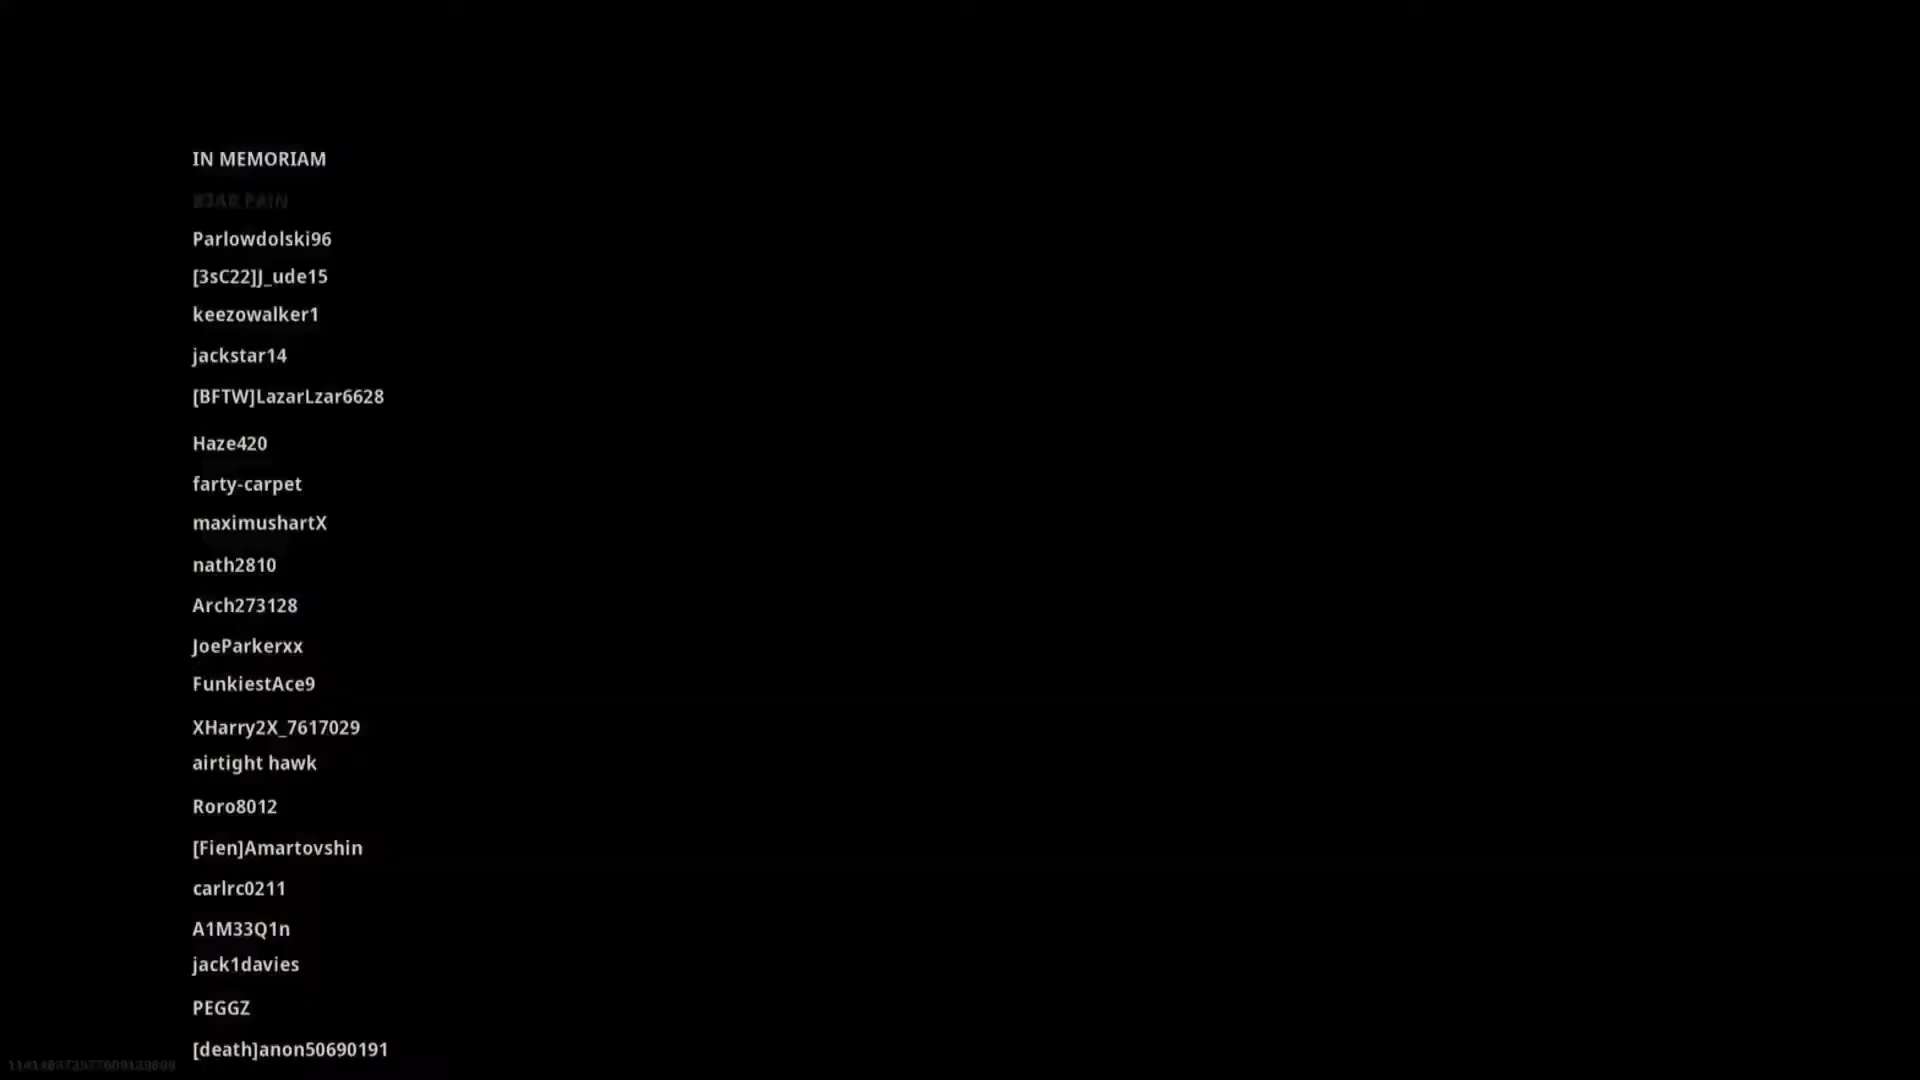 IN MEMORIAM
Parlowdolski96
[3sC22]J_ude15
keezowalker1
jackstar14
[BFTW]LazarLzar6628
Haze420
farty-carpet
maximushartX
nath2810
Arch273128
JoeParkerxx
FunkiestAce9
XHarry2X_7617029
airtight hawk
Roro8012
[Fien]Amartovshin
carlrc0211
A1M33Q1n
jack1davies
PEGGZ
[death]anon50690191